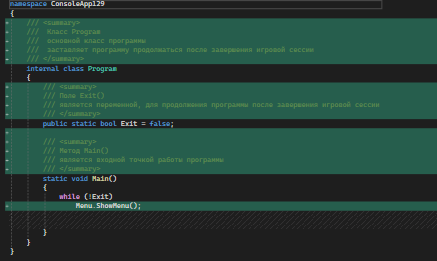 namespace ConsoleApp129
{
+ /// <summary>
+ /// Класс Program
+ /// основной класс программы
+ /// заставляет программу продолжаться после завершения игровой сессии
+ /// </summary>
internal class Program
{
+ /// <summary>
+ /// Поле Exit()
+ /// является переменной, для продолжения программы после завершения игровой сессии
+ /// </summary>
public static bool Exit = false;
+
+ /// <summary>
+ /// Метод Main()
+ /// является входной точкой работы программы
+ /// </summary>
static void Main()
{
while (!Exit)
+ Menu.ShowMenu();
}
}
}